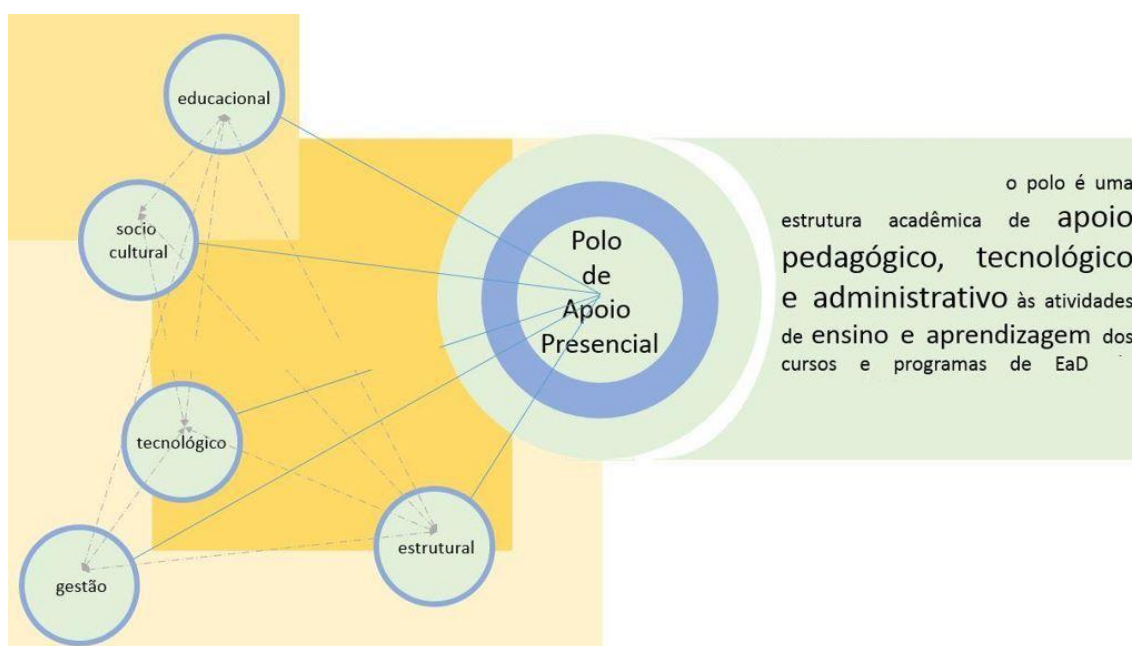 educacional
socio
cultural
tecnológico
gestão
estrutural
Polo
de
Apoio
Presencial
o polo é uma
estrutura acadêmica de apoio
pedagógico, tecnológico
e administrativo às atividades
de ensino e aprendizagem dos
cursos e programas de EaD